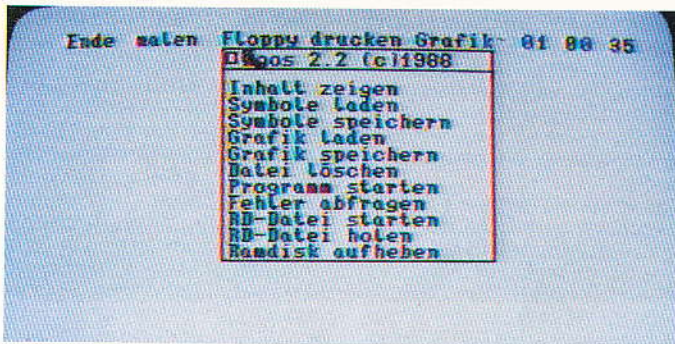 Ende malen Floppy drucken Grafik 01 00 35
2.2 (c)1988
Inhalt zeigen
Symbole laden
Symbole speichern
Grafik laden
Grafik speichern
Datei löschen
Programm starten
Fehler abfragen
RD-Datei starten
RD-Datei holen
Ramdisk aufheben